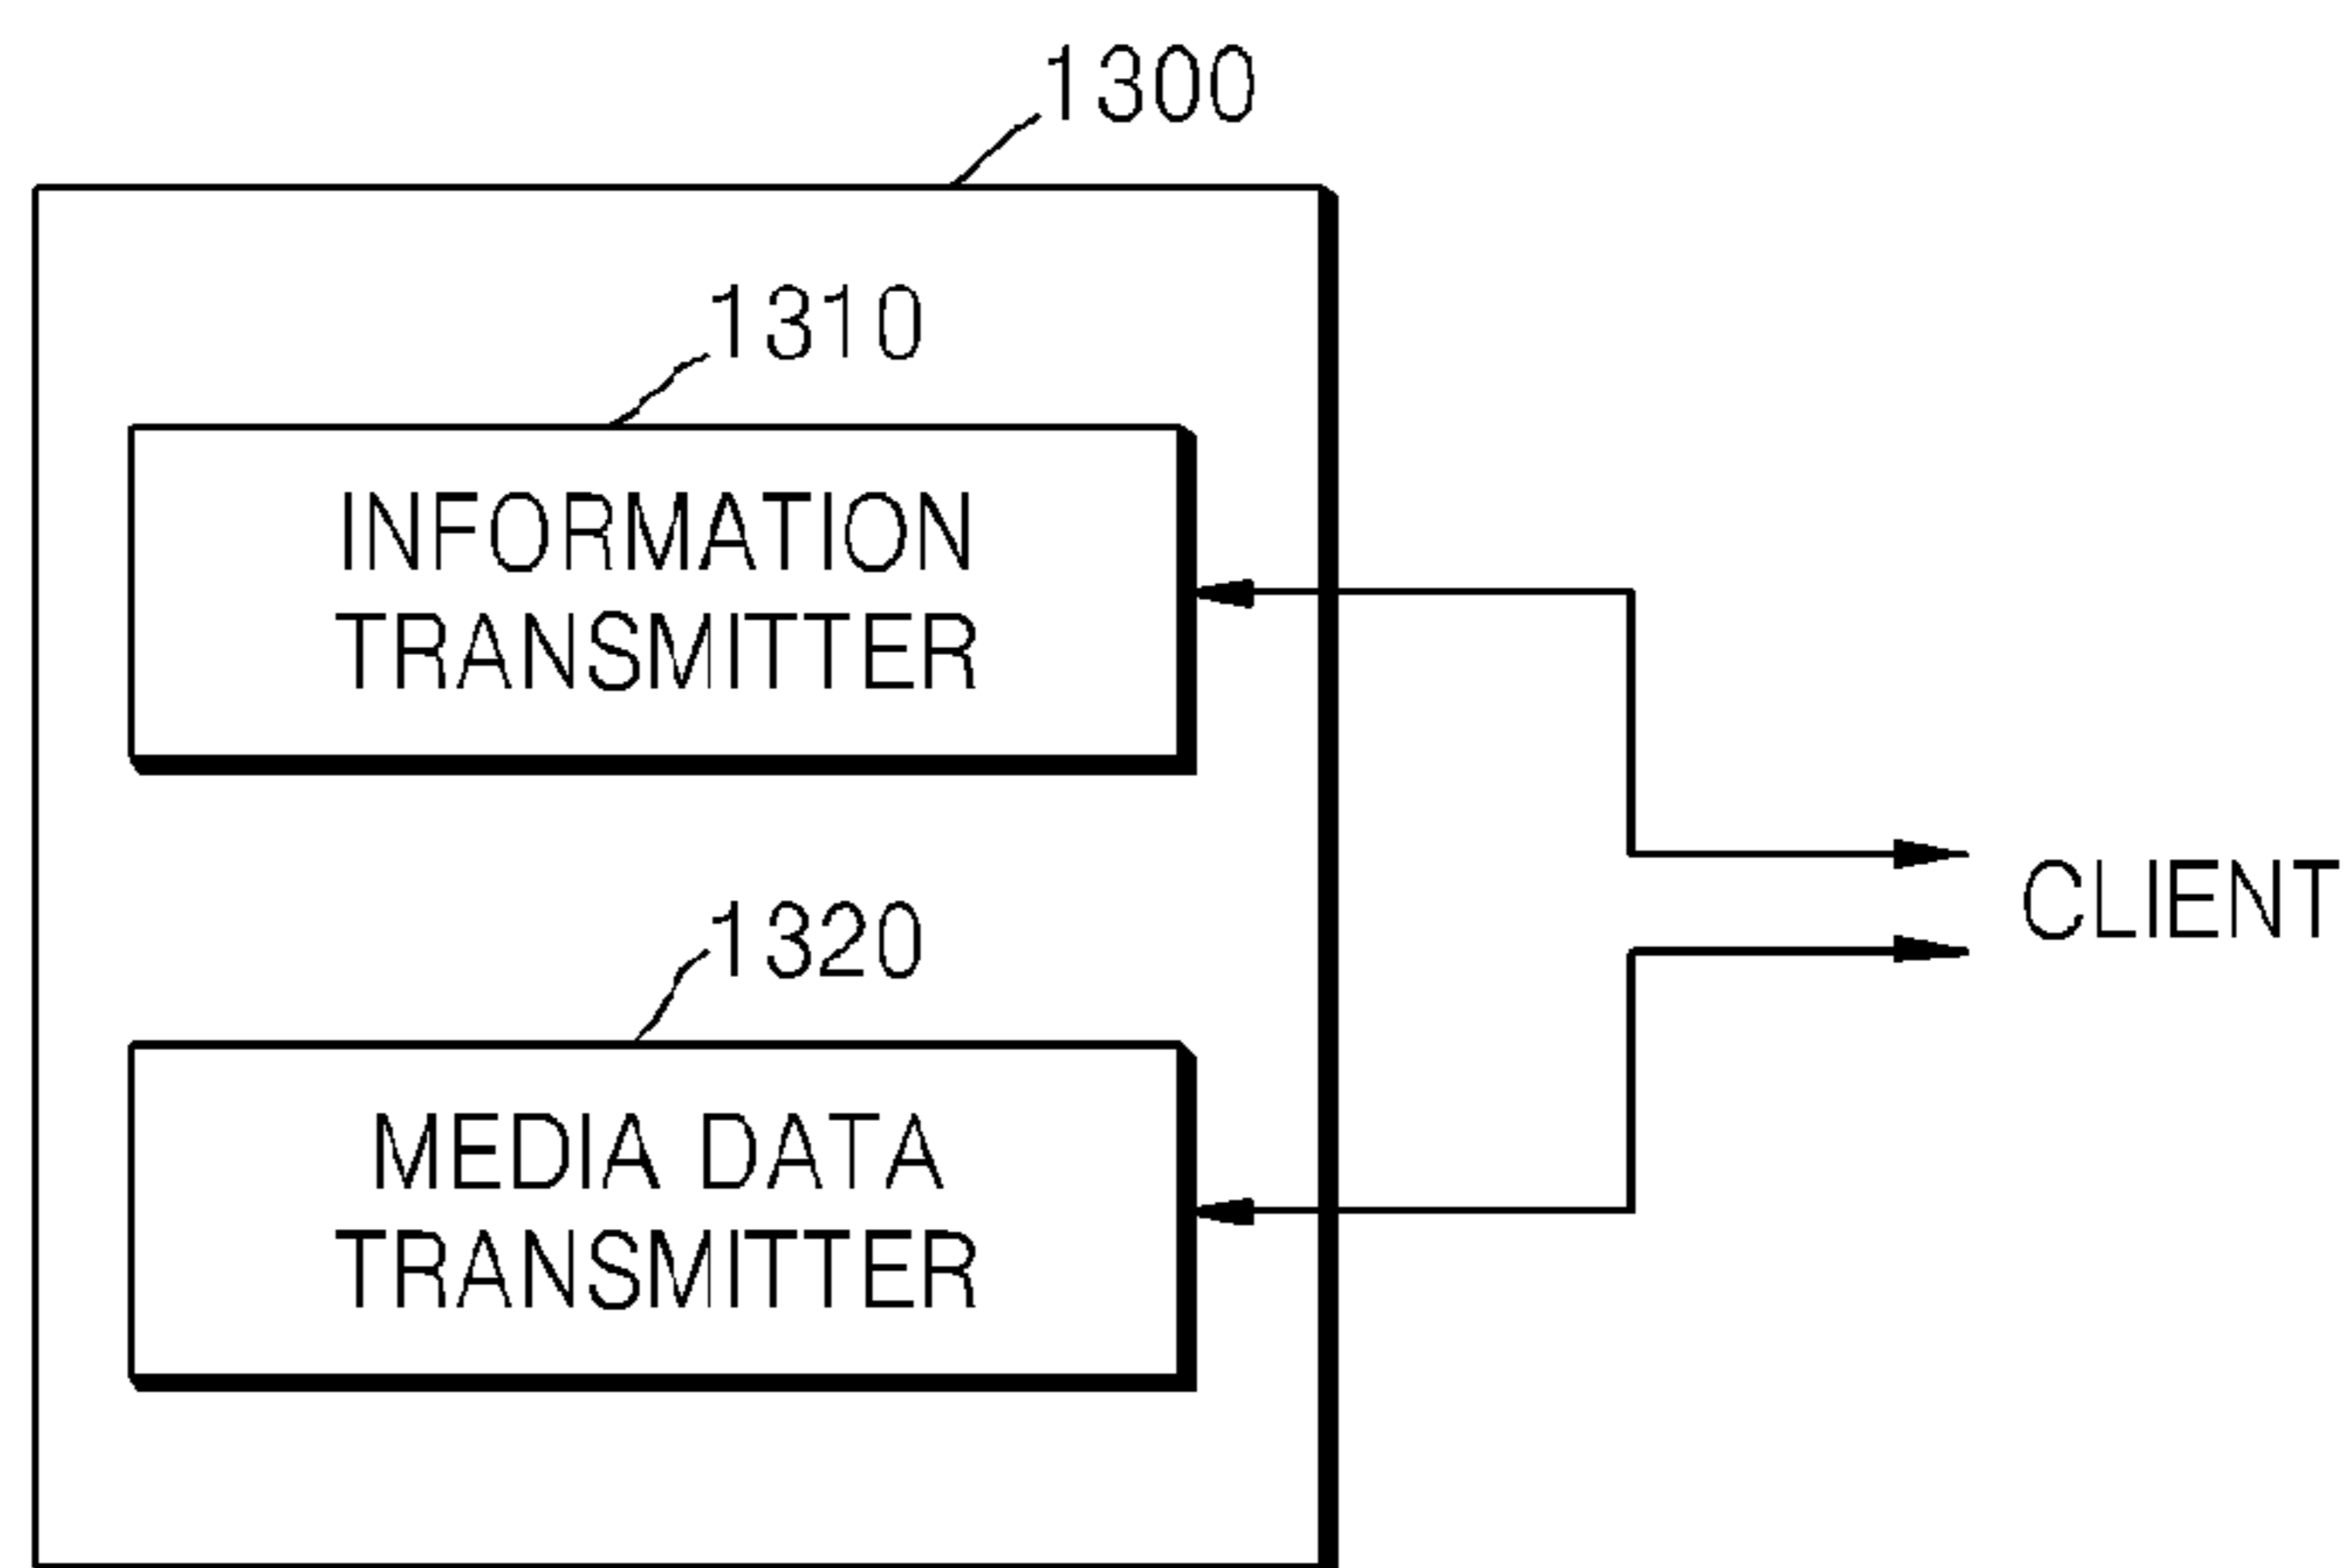 1300
1310
INFORMATION
TRANSMITTER
CLIENT
1320
MEDIA DATA
TRANSMITTER